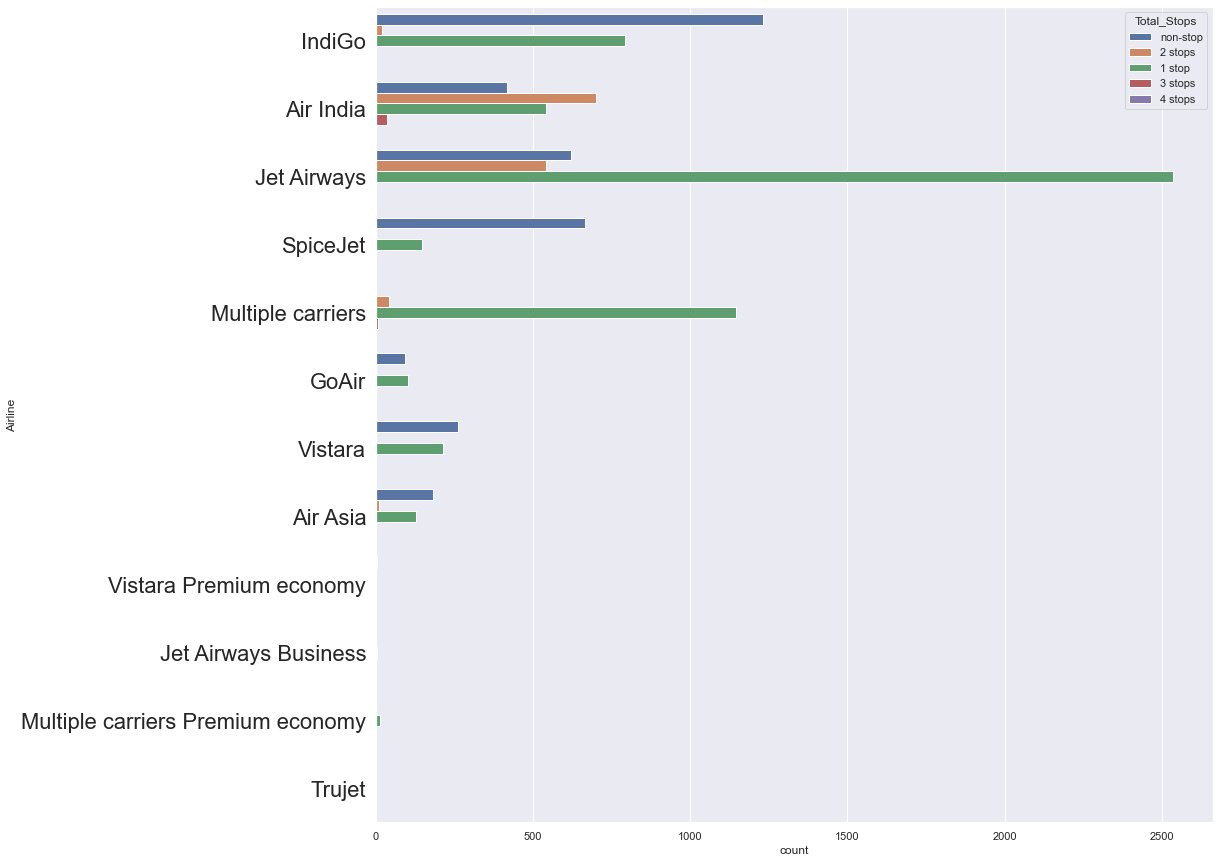 Total_Stops
non-stop
2 stops
1 stop
3 stops
4 stops
IndiGo
Air India
Jet Airways
SpiceJet
Multiple carriers
GoAir
Airline
Vistara
Air Asia
Vistara Premium economy
Jet Airways Business
Multiple carriers Premium economy
Trujet
0 500 1000 1500 2000 2500
count